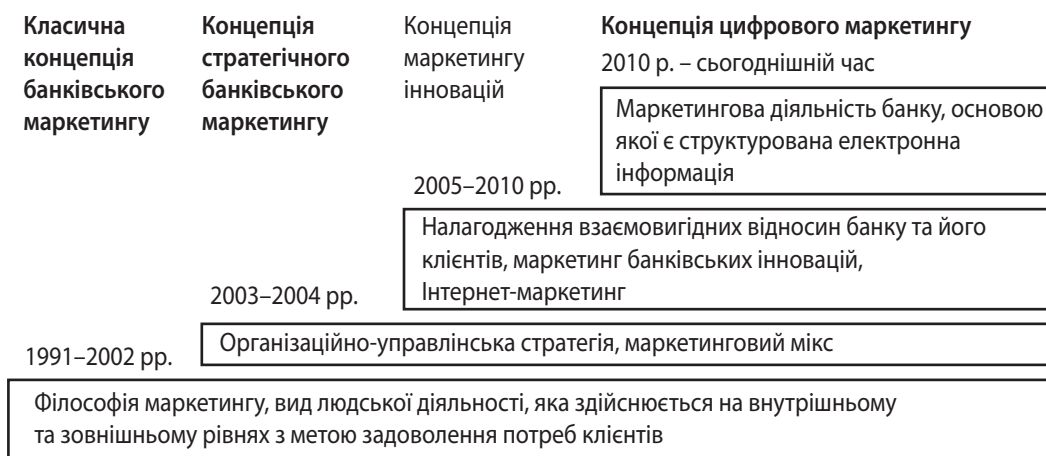 Класична
концепція
банківського
маркетингу
Концепція
стратегічного
банківського
маркетингу
Концепція
маркетингу
інновацій
Концепція цифрового маркетингу
2010 р. – сьогоднішній час
Маркетингова діяльність банку, основою
якої є структурована електронна
інформація
2005–2010 рр.
Налагодження взаємовигідних відносин банку та його
клієнтів, маркетинг банківських інновацій,
Інтернет-маркетинг
2003–2004 рр.
Організаційно-управлінська стратегія, маркетинговий мікс
1991–2002 рр.
Філософія маркетингу, вид людської діяльності, яка здійснюється на внутрішньому
та зовнішньому рівнях з метою задоволення потреб клієнтів